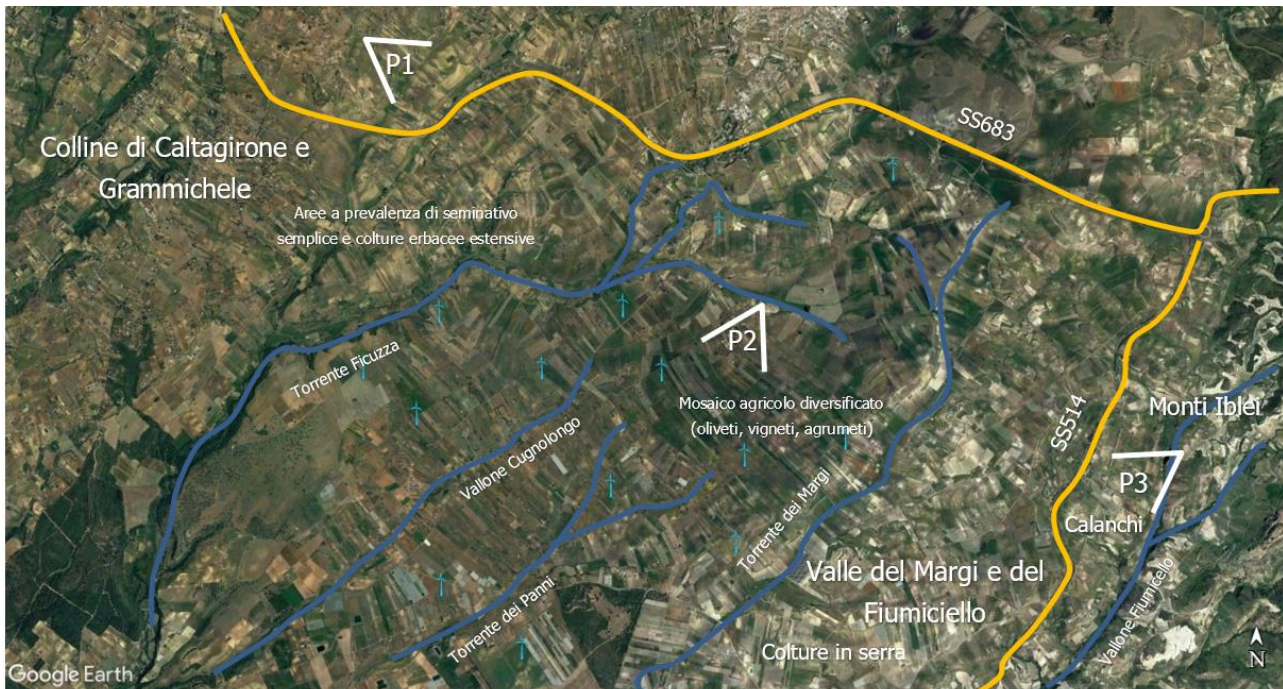 P1
SS683
Colline di Caltagirone e
Grammichele
Aree a prevalenza di seminativo
semplice e colture erbacee estensive
Torrente Ficuzza
P2
Mosaico agricolo diversificato
(oliveti, vigneti, agrumeti)
Vallone Cugnolongo
SS514
Monti Iblei
P3
Calanchi
Torrente dei Margi
Torrente dei Panni
Valle del Margi e del
Fiumiciello
Vallone Fiumicello
Colture in serra
N
Google Earth